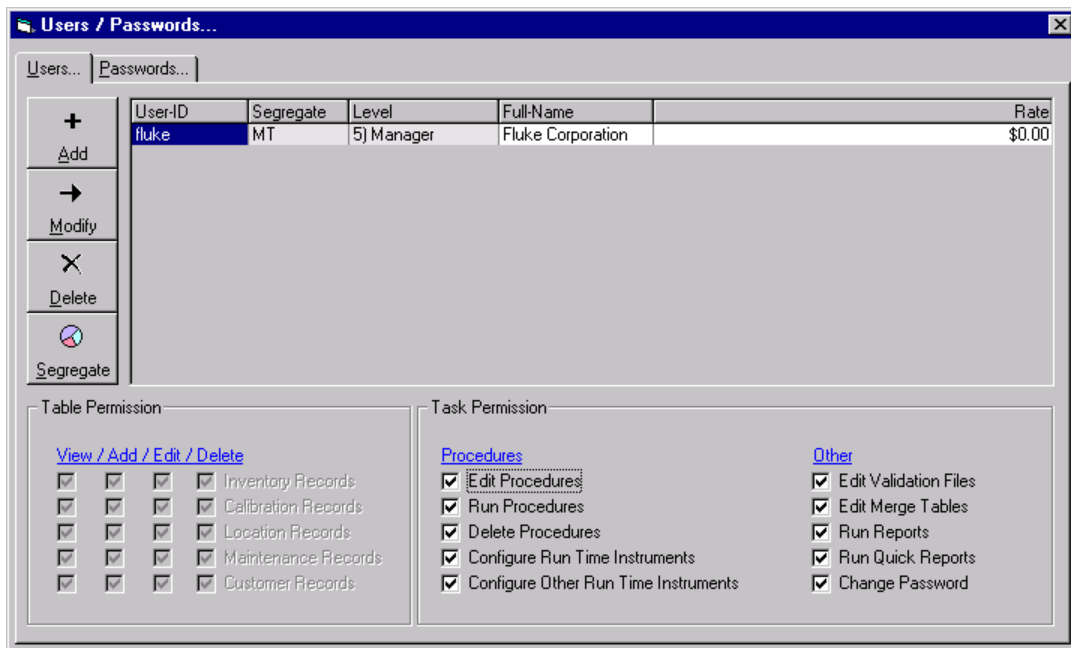 Users / Passwords...
Users... Passwords...
User-ID Segregate Level Full-Name Rate
fluke MT 5) Manager Fluke Corporation $0.00
Add
Modify
Delete
Segregate
Table Permission
View / Add / Edit / Delete
Inventory Records
Calibration Records
Location Records
Maintenance Records
Customer Records
Task Permission
Procedures
Edit Procedures
Run Procedures
Delete Procedures
Configure Run Time Instruments
Configure Other Run Time Instruments
Other
Edit Validation Files
Edit Merge Tables
Run Reports
Run Quick Reports
Change Password